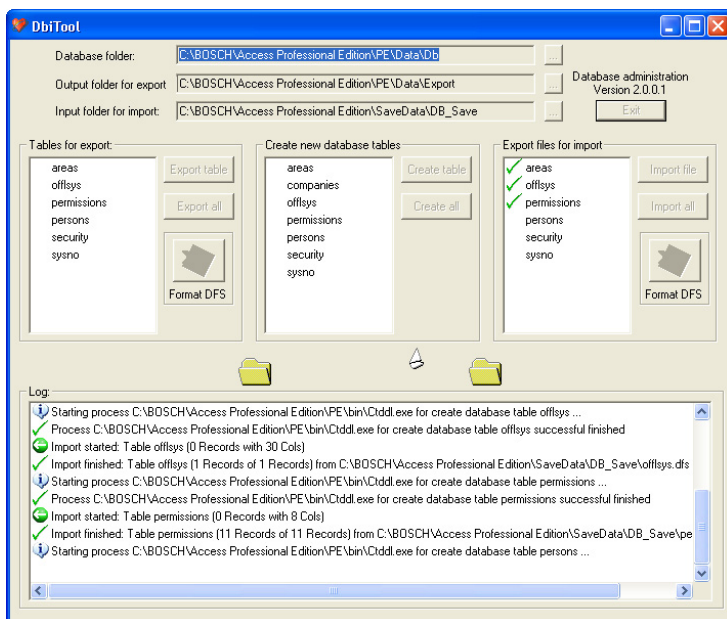 DbiTool
Database folder: C:\BOSCH\Access Professional Edition\PE\Data\Db ...
Output folder for export C:\BOSCH\Access Professional Edition\PE\Data\Export ...
Input folder for import: C:\BOSCH\Access Professional Edition\SaveData\DB_Save ...
Database administration
Version 2.0.0.1
Exit
Tables for export:
areas
offlsys
permissions
persons
security
sysno
Export table
Export all
Format DFS
Create new database tables
areas
companies
offlsys
permissions
persons
security
sysno
Create table
Create all
Export files for import
areas
offlsys
permissions
persons
security
sysno
Import file
Import all
Format DFS
Log:
Starting process C:\BOSCH\Access Professional Edition\PE\bin\Ctddl.exe for create database table offlsys ...
Process C:\BOSCH\Access Professional Edition\PE\bin\Ctddl.exe for create database table offlsys successful finished
Import started: Table offlsys (0 Records with 30 Cols)
Import finished: Table offlsys (1 Records of 1 Records) from C:\BOSCH\Access Professional Edition\SaveData\DB_Save\offlsys.dfs
Starting process C:\BOSCH\Access Professional Edition\PE\bin\Ctddl.exe for create database table permissions ...
Process C:\BOSCH\Access Professional Edition\PE\bin\Ctddl.exe for create database table permissions successful finished
Import started: Table permissions (0 Records with 8 Cols)
Import finished: Table permissions (11 Records of 11 Records) from C:\BOSCH\Access Professional Edition\SaveData\DB_Save\pe
Starting process C:\BOSCH\Access Professional Edition\PE\bin\Ctddl.exe for create database table persons ...